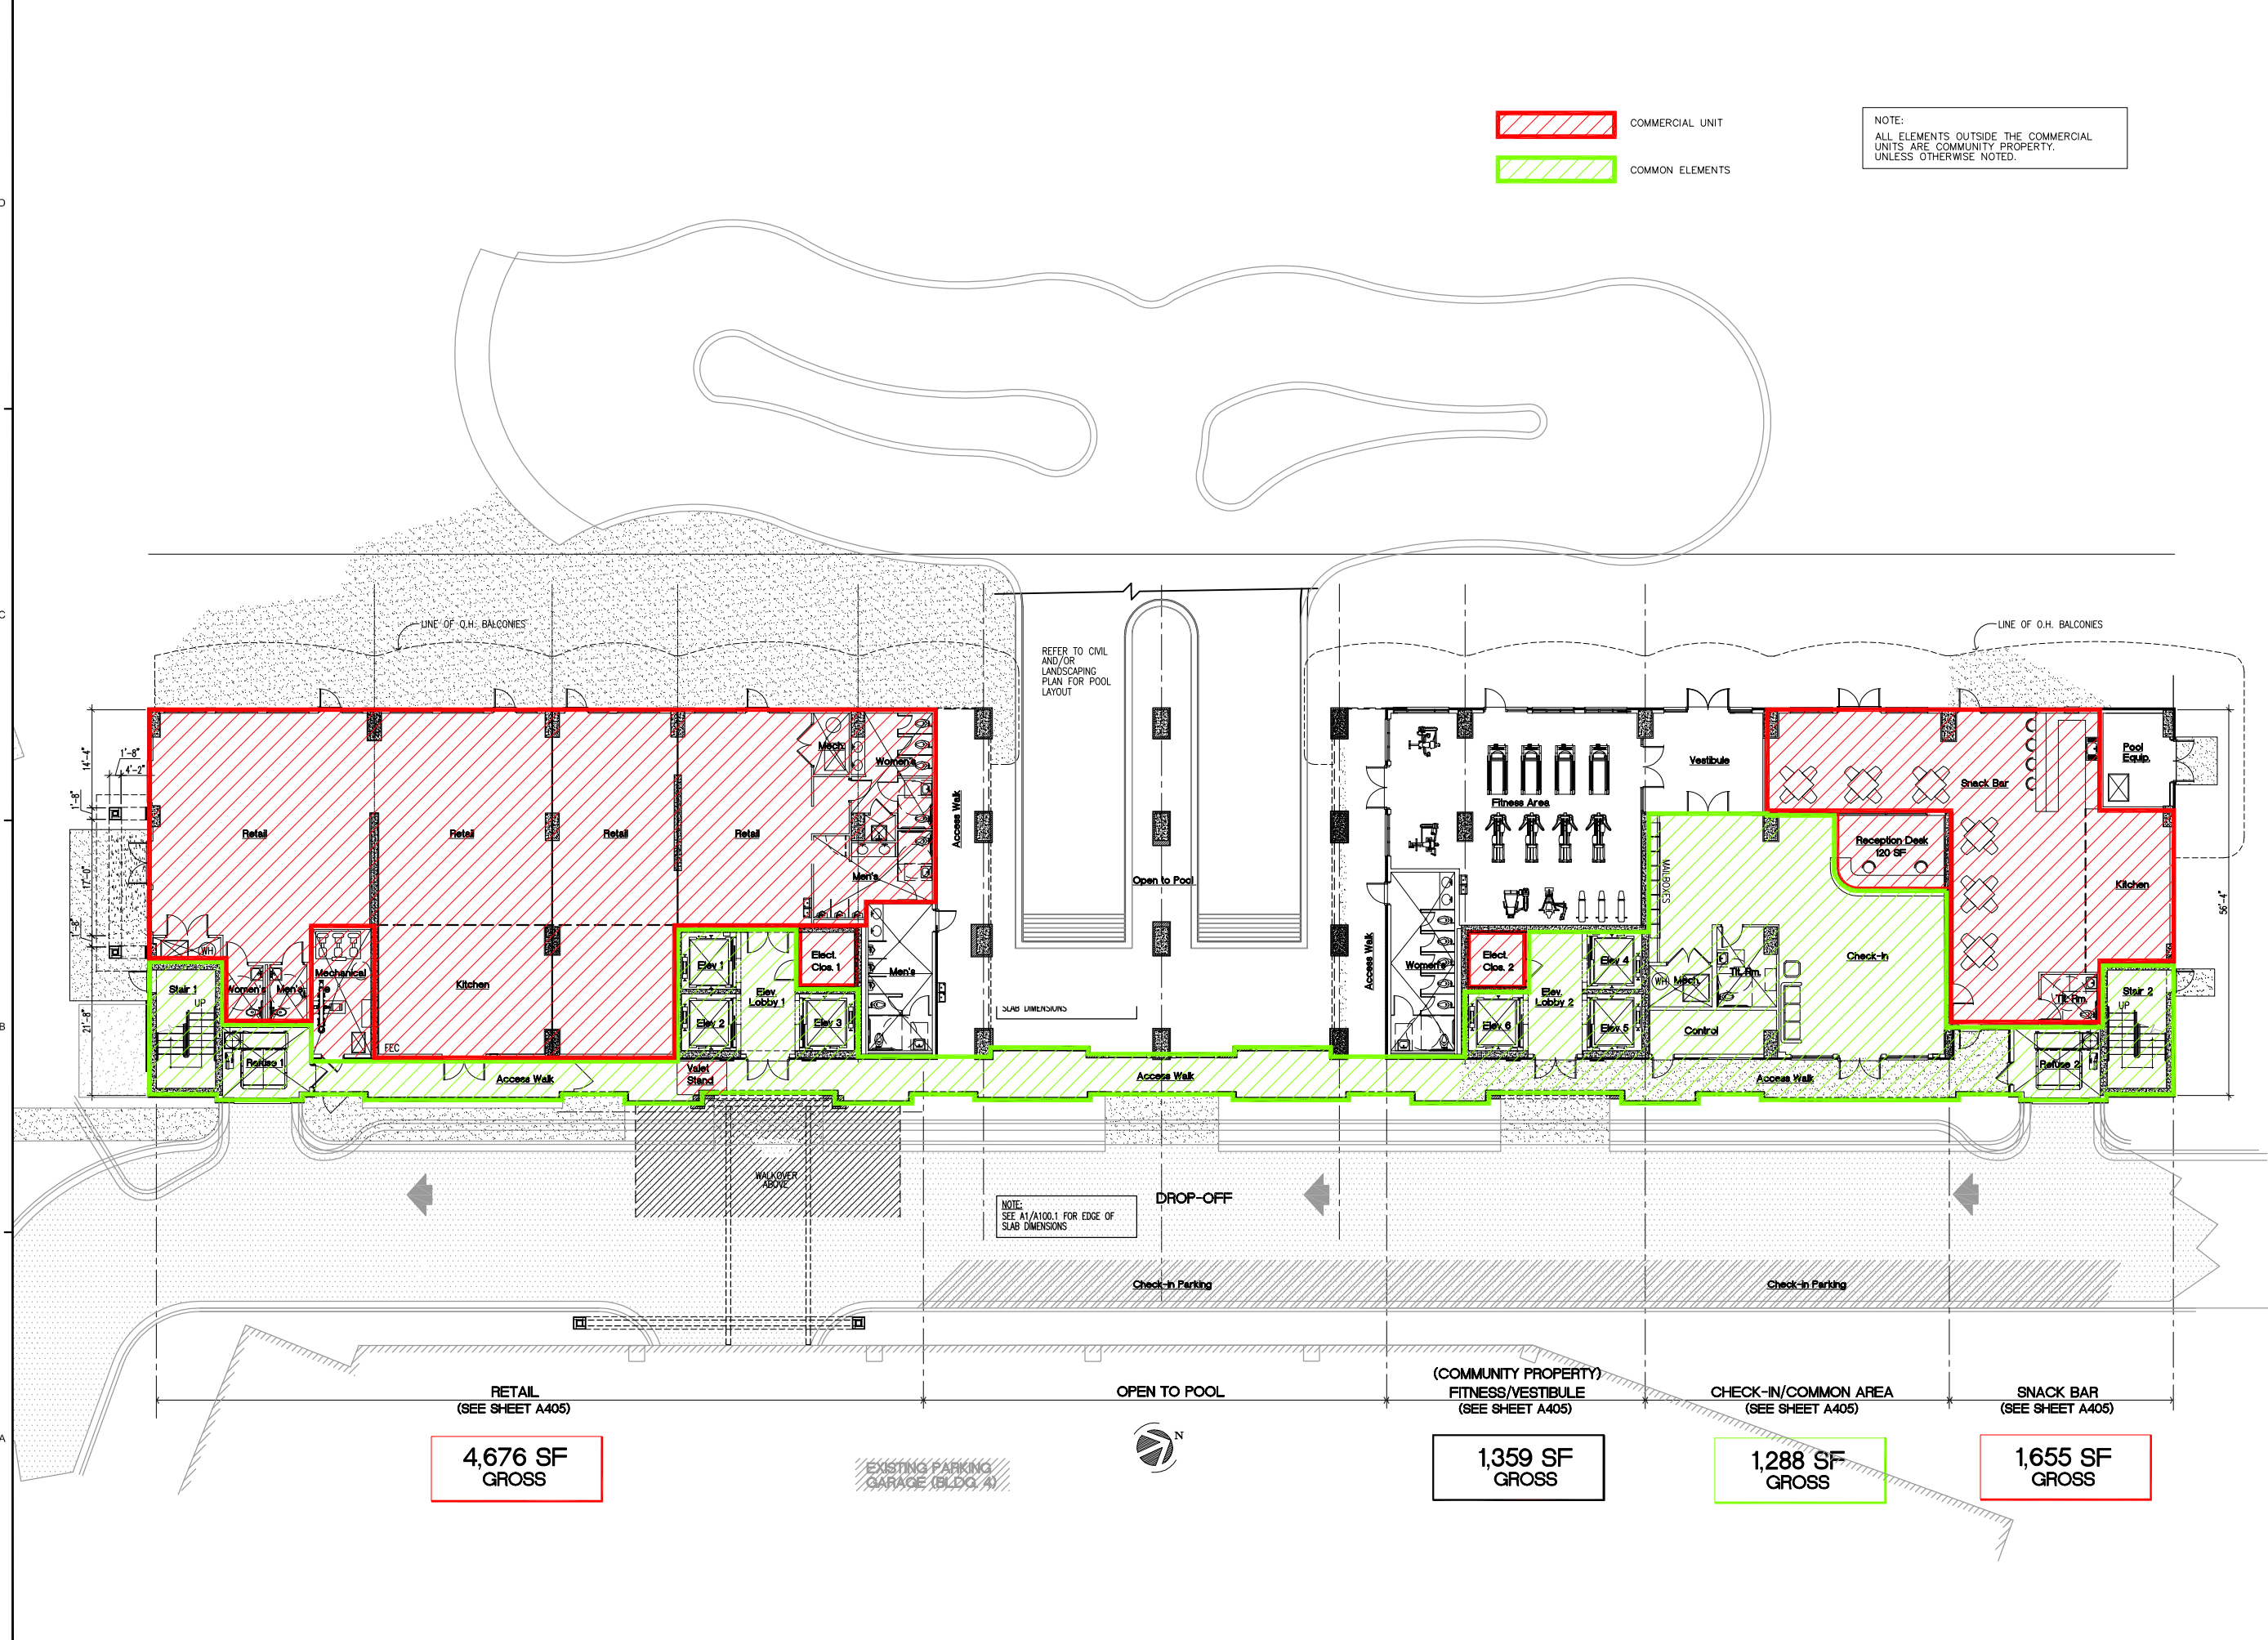 COMMERCIAL UNIT
COMMON ELEMENTS
NOTE:
ALL ELEMENTS OUTSIDE THE COMMERCIAL
UNITS ARE COMMUNITY PROPERTY.
UNLESS OTHERWISE NOTED.
D
C
B
A
LINE OF O.H. BALCONIES
LINE OF O.H. BALCONIES
REFER TO CIVIL
AND/OR
LANDSCAPING
PLAN FOR POOL
LAYOUT
14'-4"
1'-8"
4'-2"
1'-8"
17'-0"
1'-8"
21'-8"
56'-4"
Retail
Retail
Retail
Retail
Mech.
Women's
Men's
Access Walk
Open to Pool
Access Walk
Fitness Area
Vestibule
Snack Bar
Pool
Equip.
Reception Desk
120 SF
MAILBOXES
Kitchen
WH
Stair 1
UP
Women's
Men's
Mechanical
Kitchen
FEC
Refuse 1
Elev 1
Elev 2
Elev.
Lobby 1
Elev 3
Elect.
Clos. 1
Men's
Valet
Stand
Access Walk
SLAB DIMENSIONS
Access Walk
Women's
Elect.
Clos. 2
Elev 6
Elev.
Lobby 2
Elev 4
Elev 5
WH
Mech.
Tlt. Rm.
Control
Check-In
Tlt. Rm.
Stair 2
UP
Refuse 2
Access Walk
WALKOVER
ABOVE
NOTE:
SEE A1/A100.1 FOR EDGE OF
SLAB DIMENSIONS
DROP-OFF
Check-in Parking
Check-in Parking
RETAIL
(SEE SHEET A405)
4,676 SF
GROSS
OPEN TO POOL
N
EXISTING PARKING
GARAGE (BLDG. 4)
(COMMUNITY PROPERTY)
FITNESS/VESTIBULE
(SEE SHEET A405)
1,359 SF
GROSS
CHECK-IN/COMMON AREA
(SEE SHEET A405)
1,288 SF
GROSS
SNACK BAR
(SEE SHEET A405)
1,655 SF
GROSS